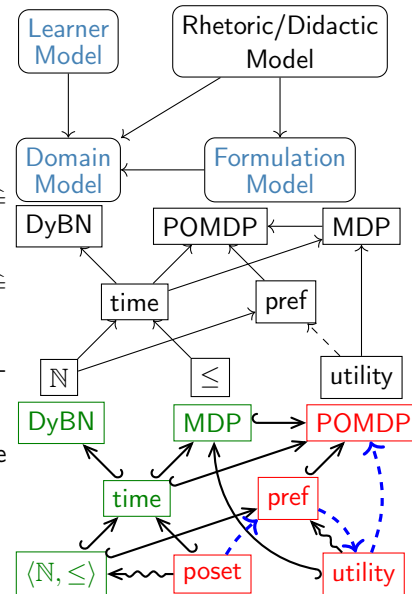 Learner
Model
Rhetoric/Didactic
Model
Domain
Model
Formulation
Model
DyBN
POMDP
MDP
time
pref
ℕ
≤
utility
DyBN
MDP
POMDP
e
time
pref
⟨ℕ, ≤⟩
poset
utility